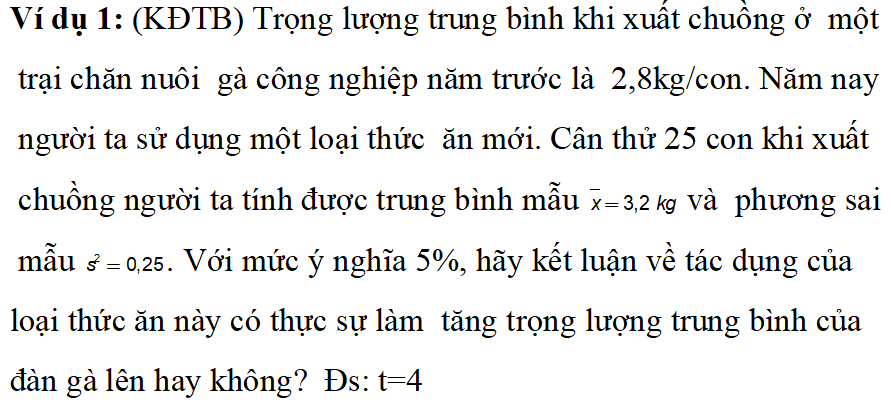 Ví dụ 1: (KĐTB) Trọng lượng trung bình khi xuất chuồng ở một
trại chăn nuôi gà công nghiệp năm trước là 2,8kg/con. Năm nay
người ta sử dụng một loại thức ăn mới. Cân thử 25 con khi xuất
chuồng người ta tính được trung bình mẫu x̄ = 3,2 kg và phương sai
mẫu s² = 0,25. Với mức ý nghĩa 5%, hãy kết luận về tác dụng của
loại thức ăn này có thực sự làm tăng trọng lượng trung bình của
đàn gà lên hay không? Đs: t=4